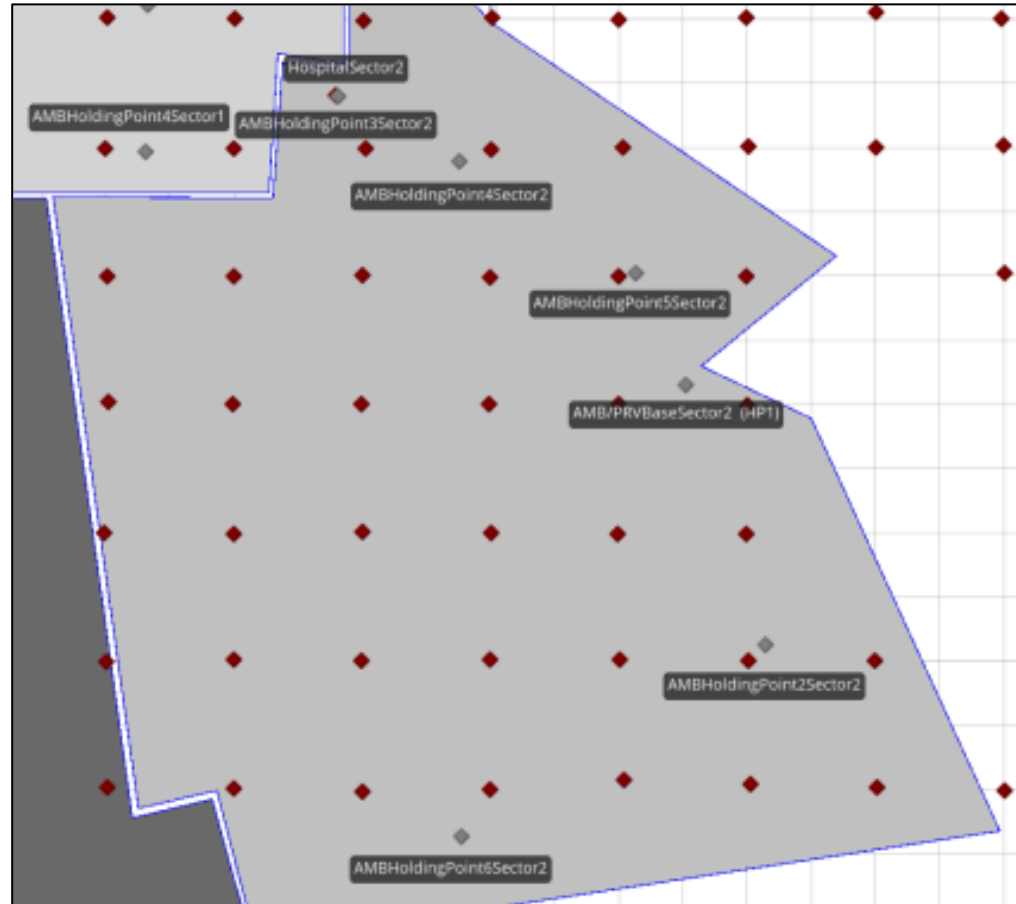 HospitalSector2
AMBHoldingPoint4Sector1
AMBHoldingPoint3Sector2
AMBHoldingPoint4Sector2
AMBHoldingPoint5Sector2
AMB/PRVBaseSector2 (HP1)
AMBHoldingPoint2Sector2
AMBHoldingPoint6Sector2